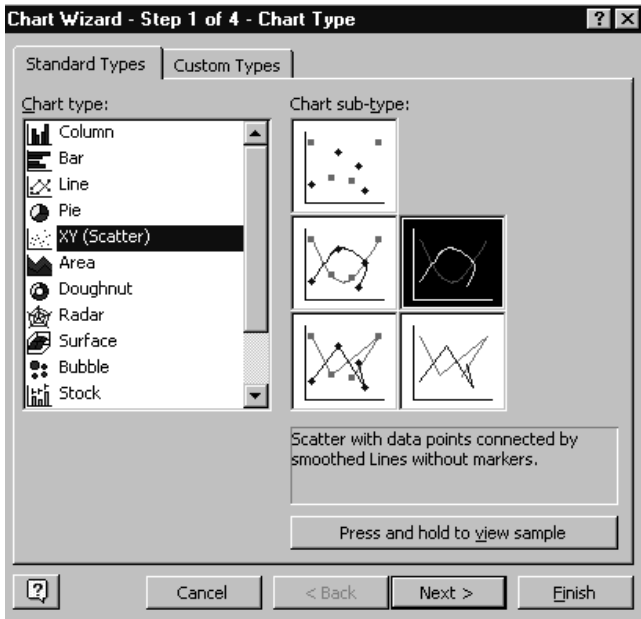 Chart Wizard - Step 1 of 4 - Chart Type
Standard Types
Custom Types
Chart type:
Column
Bar
Line
Pie
XY (Scatter)
Area
Doughnut
Radar
Surface
Bubble
Stock
Chart sub-type:
Scatter with data points connected by
smoothed Lines without markers.
Press and hold to view sample
Cancel
< Back
Next >
Finish